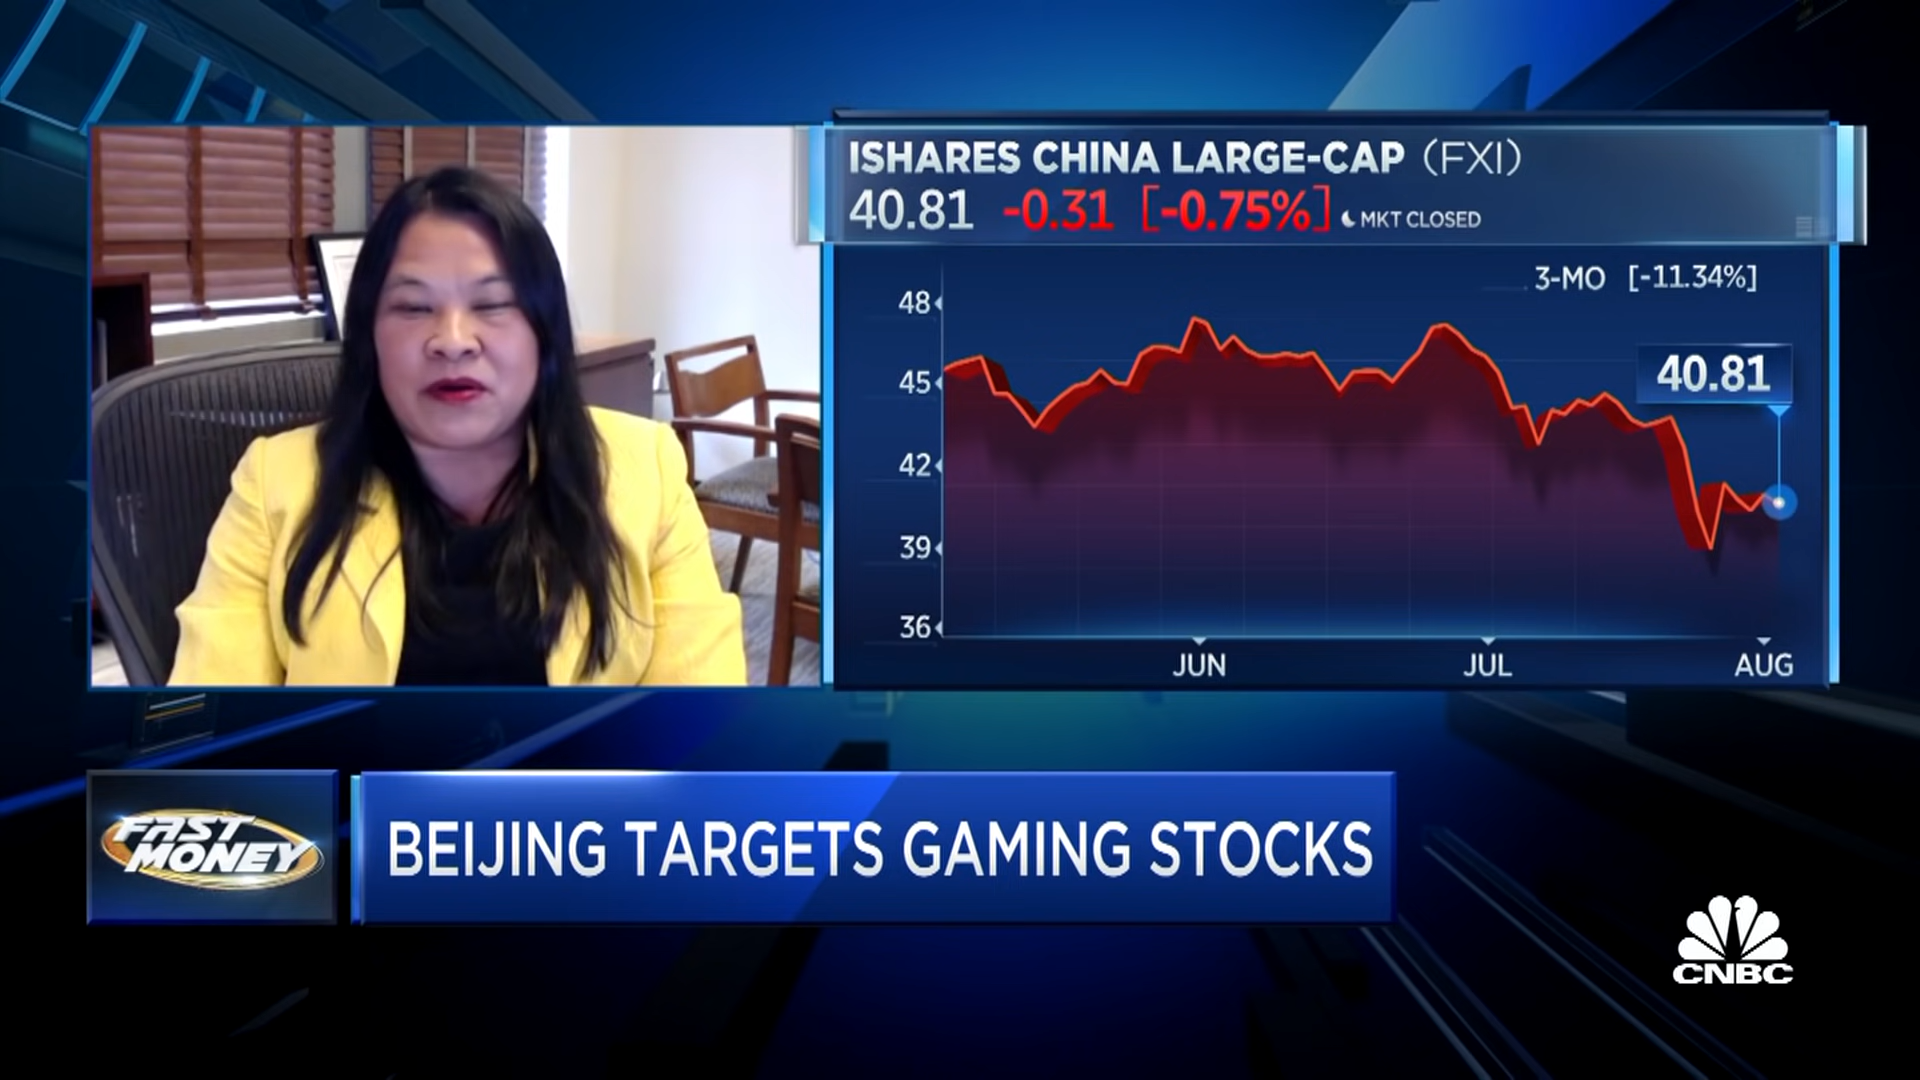 ISHARES CHINA LARGE-CAP (FXI)
40.81 -0.31 [-0.75%] MKT CLOSED
3-MO [-11.34%]
48
45
42
39
36
40.81
JUN JUL AUG
FAST
MONEY
BEIJING TARGETS GAMING STOCKS
CNBC